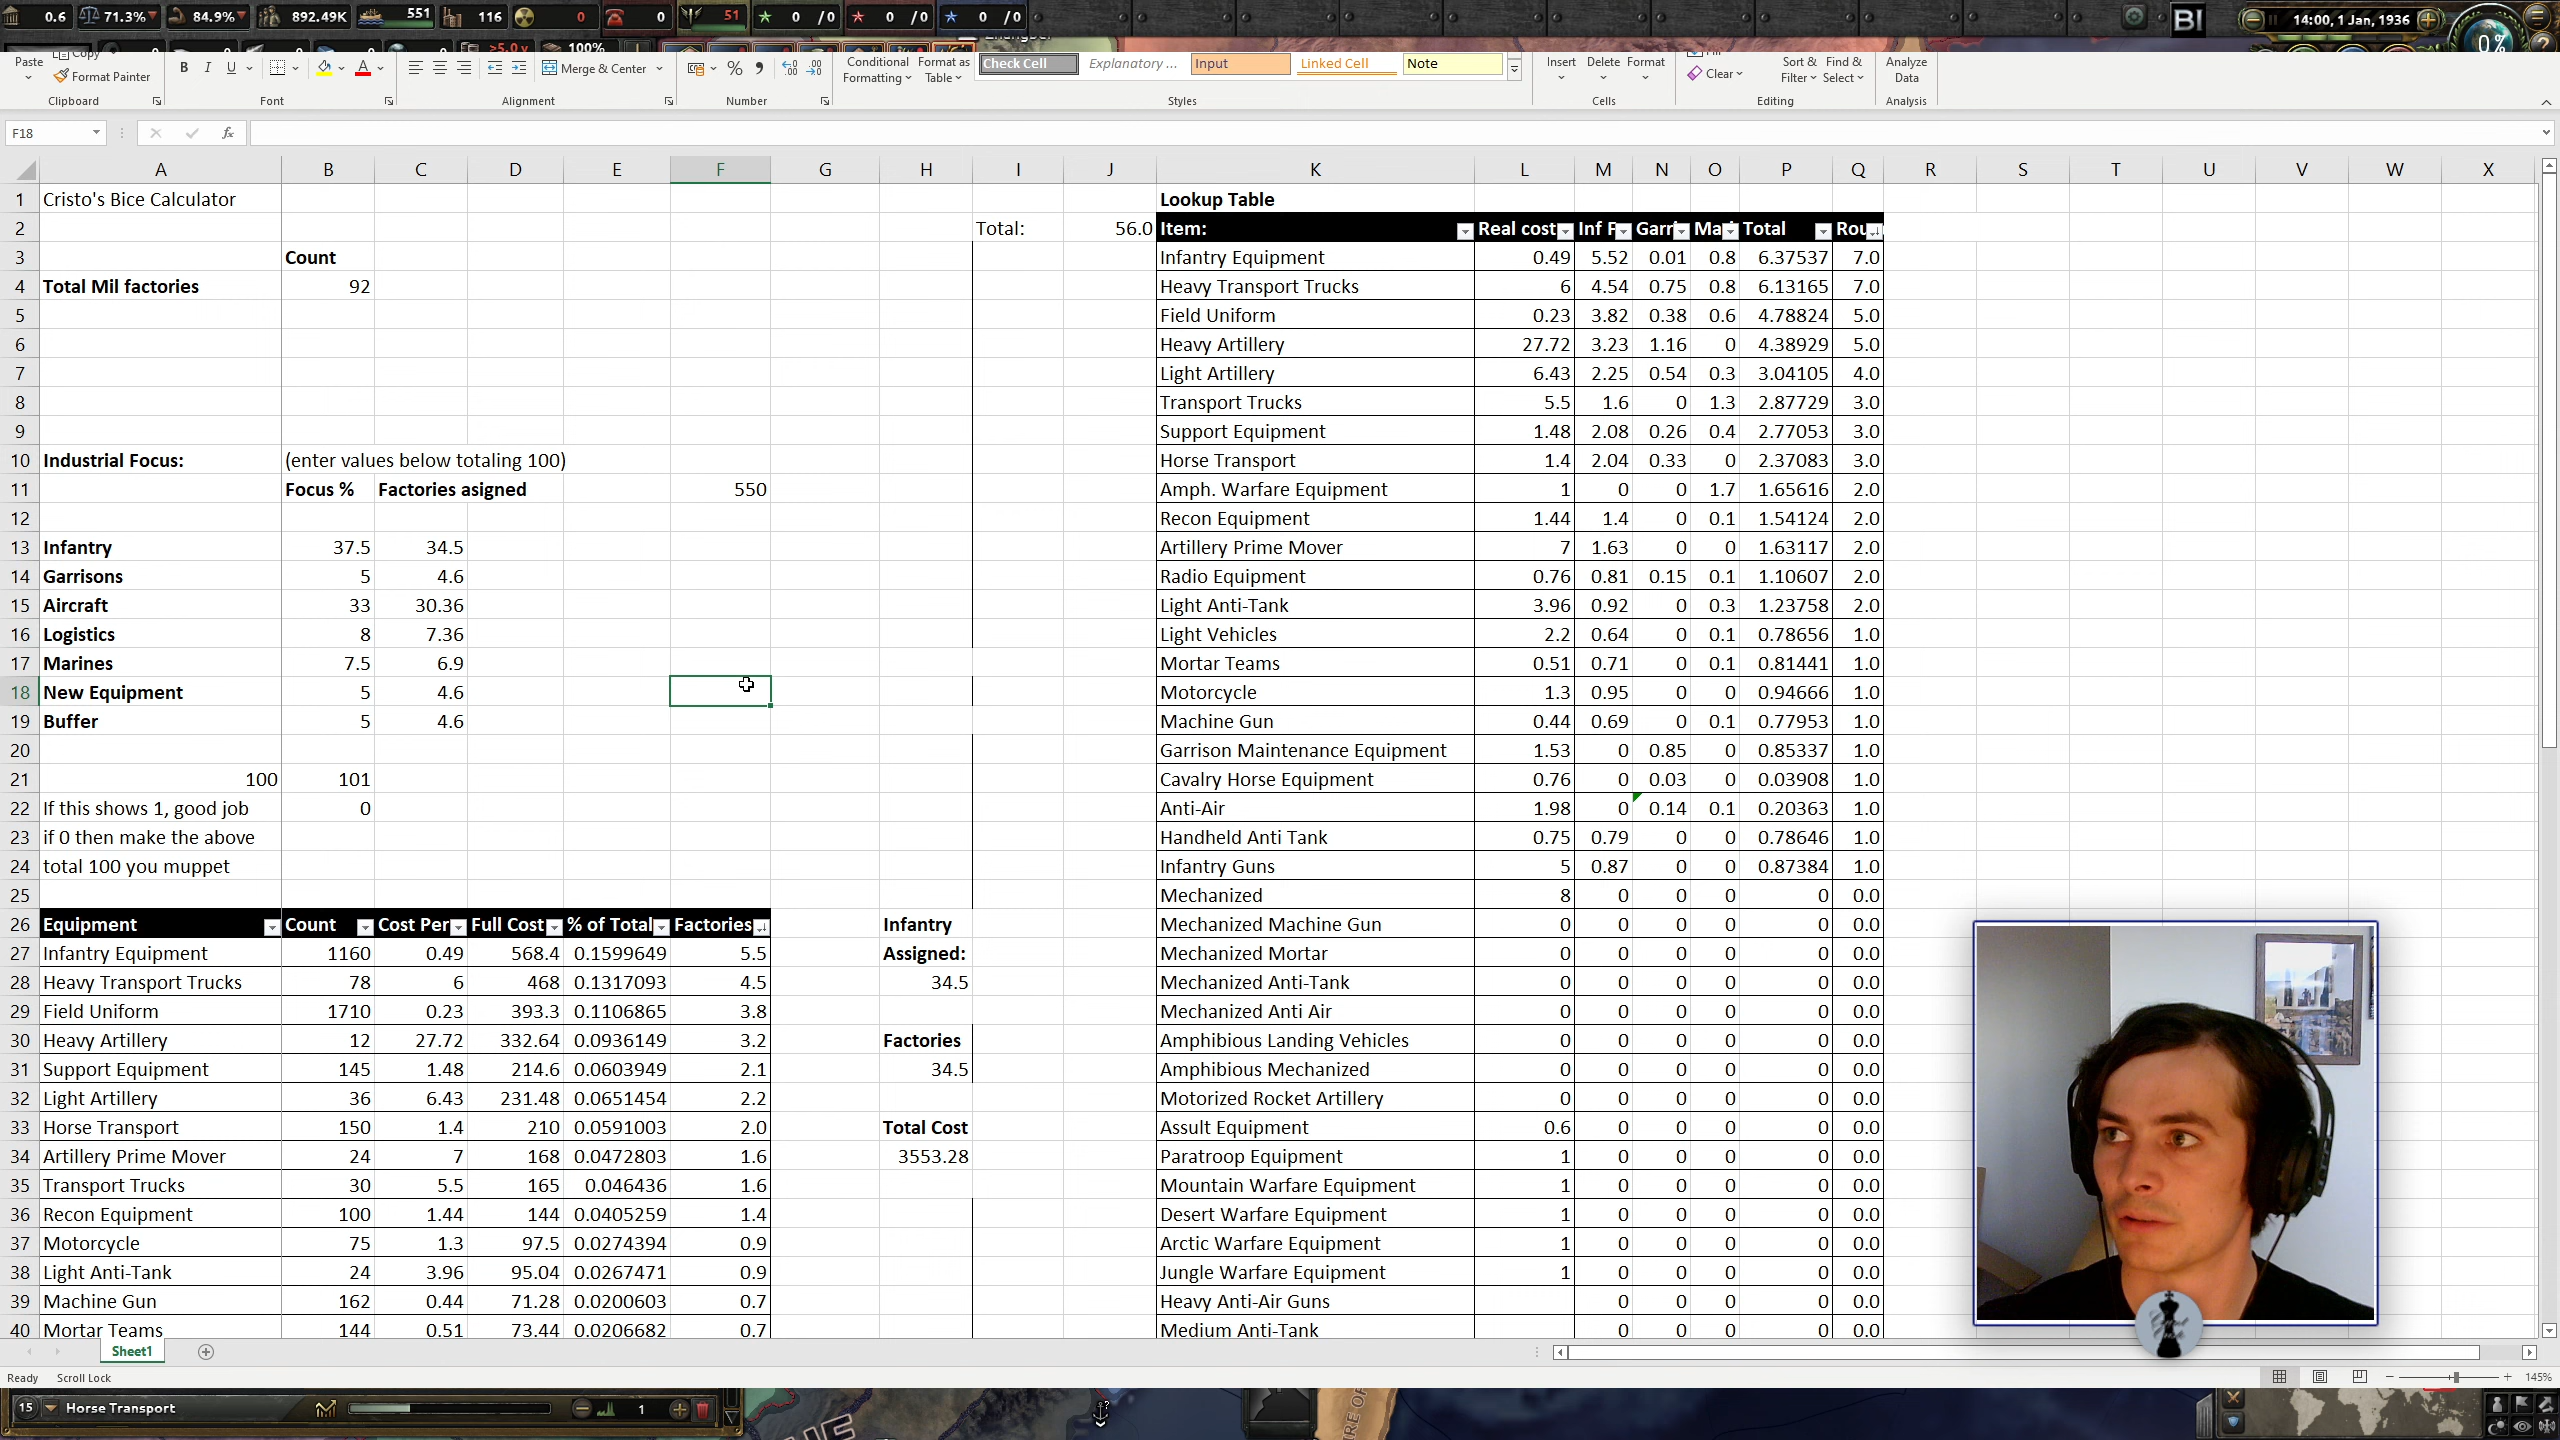 0.6 71.3% 84.9% 892.49K 551 116 0 0 51 0 /0 0 /0 0 /0 BI 14:00, 1 Jan, 1936
>5.0 y 100% 0%
Paste Copy Format Painter B I U A Merge & Center % Conditional Formatting Format as Table Check Cell Explanatory ... Input Linked Cell Note Insert Delete Format Fill Clear Sort & Filter Find & Select Analyze Data
Clipboard Font Alignment Number Styles Cells Editing Analysis
F18 fx
A B C D E F G H I J K L M N O P Q R S T U V W X
1 Cristo's Bice Calculator Lookup Table
2 Total: 56.0 Item: Real cost Inf F Garr Ma Total Rou
3 Count Infantry Equipment 0.49 5.52 0.01 0.8 6.37537 7.0
4 Total Mil factories 92 Heavy Transport Trucks 6 4.54 0.75 0.8 6.13165 7.0
5 Field Uniform 0.23 3.82 0.38 0.6 4.78824 5.0
6 Heavy Artillery 27.72 3.23 1.16 0 4.38929 5.0
7 Light Artillery 6.43 2.25 0.54 0.3 3.04105 4.0
8 Transport Trucks 5.5 1.6 0 1.3 2.87729 3.0
9 Support Equipment 1.48 2.08 0.26 0.4 2.77053 3.0
10 Industrial Focus: (enter values below totaling 100) Horse Transport 1.4 2.04 0.33 0 2.37083 3.0
11 Focus % Factories asigned 550 Amph. Warfare Equipment 1 0 0 1.7 1.65616 2.0
12 Recon Equipment 1.44 1.4 0 0.1 1.54124 2.0
13 Infantry 37.5 34.5 Artillery Prime Mover 7 1.63 0 0 1.63117 2.0
14 Garrisons 5 4.6 Radio Equipment 0.76 0.81 0.15 0.1 1.10607 2.0
15 Aircraft 33 30.36 Light Anti-Tank 3.96 0.92 0 0.3 1.23758 2.0
16 Logistics 8 7.36 Light Vehicles 2.2 0.64 0 0.1 0.78656 1.0
17 Marines 7.5 6.9 Mortar Teams 0.51 0.71 0 0.1 0.81441 1.0
18 New Equipment 5 4.6 Motorcycle 1.3 0.95 0 0 0.94666 1.0
19 Buffer 5 4.6 Machine Gun 0.44 0.69 0 0.1 0.77953 1.0
20 Garrison Maintenance Equipment 1.53 0 0.85 0 0.85337 1.0
21 100 101 Cavalry Horse Equipment 0.76 0 0.03 0 0.03908 1.0
22 If this shows 1, good job 0 Anti-Air 1.98 0 0.14 0.1 0.20363 1.0
23 if 0 then make the above Handheld Anti Tank 0.75 0.79 0 0 0.78646 1.0
24 total 100 you muppet Infantry Guns 5 0.87 0 0 0.87384 1.0
25 Mechanized 8 0 0 0 0 0.0
26 Equipment Count Cost Per Full Cost % of Total Factories Infantry Mechanized Machine Gun 0 0 0 0 0 0.0
27 Infantry Equipment 1160 0.49 568.4 0.1599649 5.5 Assigned: Mechanized Mortar 0 0 0 0 0 0.0
28 Heavy Transport Trucks 78 6 468 0.1317093 4.5 34.5 Mechanized Anti-Tank 0 0 0 0 0 0.0
29 Field Uniform 1710 0.23 393.3 0.1106865 3.8 Mechanized Anti Air 0 0 0 0 0 0.0
30 Heavy Artillery 12 27.72 332.64 0.0936149 3.2 Factories Amphibious Landing Vehicles 0 0 0 0 0 0.0
31 Support Equipment 145 1.48 214.6 0.0603949 2.1 34.5 Amphibious Mechanized 0 0 0 0 0 0.0
32 Light Artillery 36 6.43 231.48 0.0651454 2.2 Motorized Rocket Artillery 0 0 0 0 0 0.0
33 Horse Transport 150 1.4 210 0.0591003 2.0 Total Cost Assult Equipment 0.6 0 0 0 0 0.0
34 Artillery Prime Mover 24 7 168 0.0472803 1.6 3553.28 Paratroop Equipment 1 0 0 0 0 0.0
35 Transport Trucks 30 5.5 165 0.046436 1.6 Mountain Warfare Equipment 1 0 0 0 0 0.0
36 Recon Equipment 100 1.44 144 0.0405259 1.4 Desert Warfare Equipment 1 0 0 0 0 0.0
37 Motorcycle 75 1.3 97.5 0.0274394 0.9 Arctic Warfare Equipment 1 0 0 0 0 0.0
38 Light Anti-Tank 24 3.96 95.04 0.0267471 0.9 Jungle Warfare Equipment 1 0 0 0 0 0.0
39 Machine Gun 162 0.44 71.28 0.0200603 0.7 Heavy Anti-Air Guns 0 0 0 0 0.0
40 Mortar Teams 144 0.51 73.44 0.0206682 0.7 Medium Anti-Tank 0 0 0 0 0.0
Sheet1
Ready Scroll Lock 145%
15 Horse Transport 1